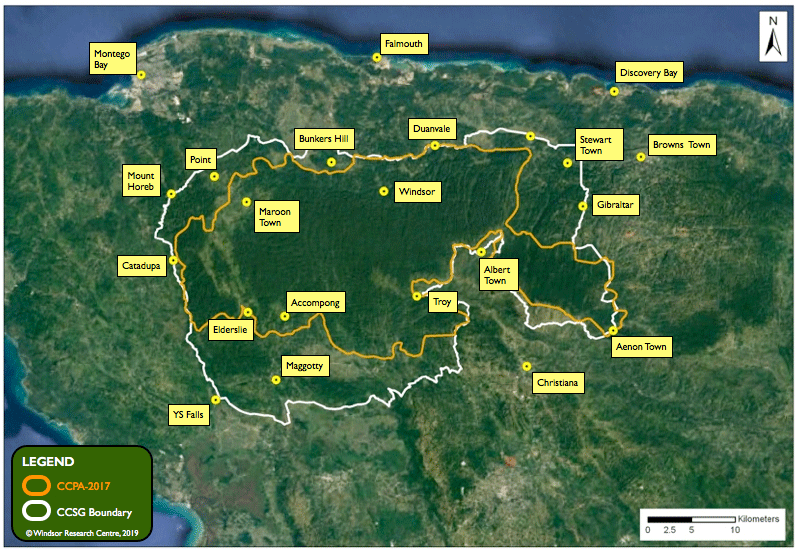 N
Montego
Bay
Falmouth
Discovery Bay
Duanvale
Bunkers Hill
Stewart
Town
Browns Town
Point
Mount
Horeb
Windsor
Maroon
Town
Gibraltar
Catadupa
Albert
Town
Accompong
Troy
Elderslie
Aenon Town
Maggotty
Christiana
YS Falls
LEGEND
CCPA-2017
CCSG Boundary
©Windsor Research Centre, 2019
Kilometers
0 2.5 5 10